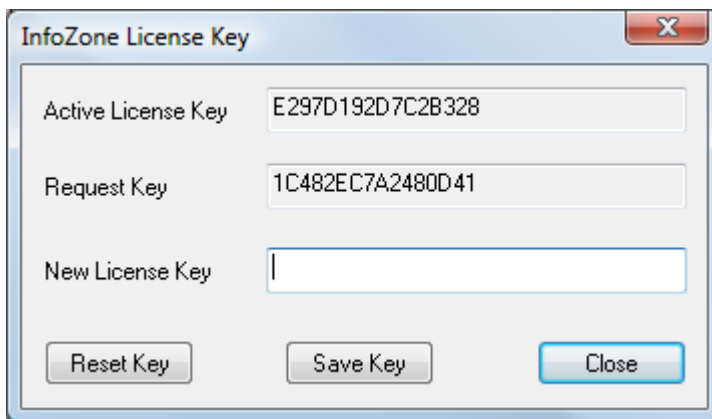 InfoZone License Key
Active License Key E297D192D7C2B328
Request Key 1C482EC7A2480D41
New License Key
Reset Key Save Key Close